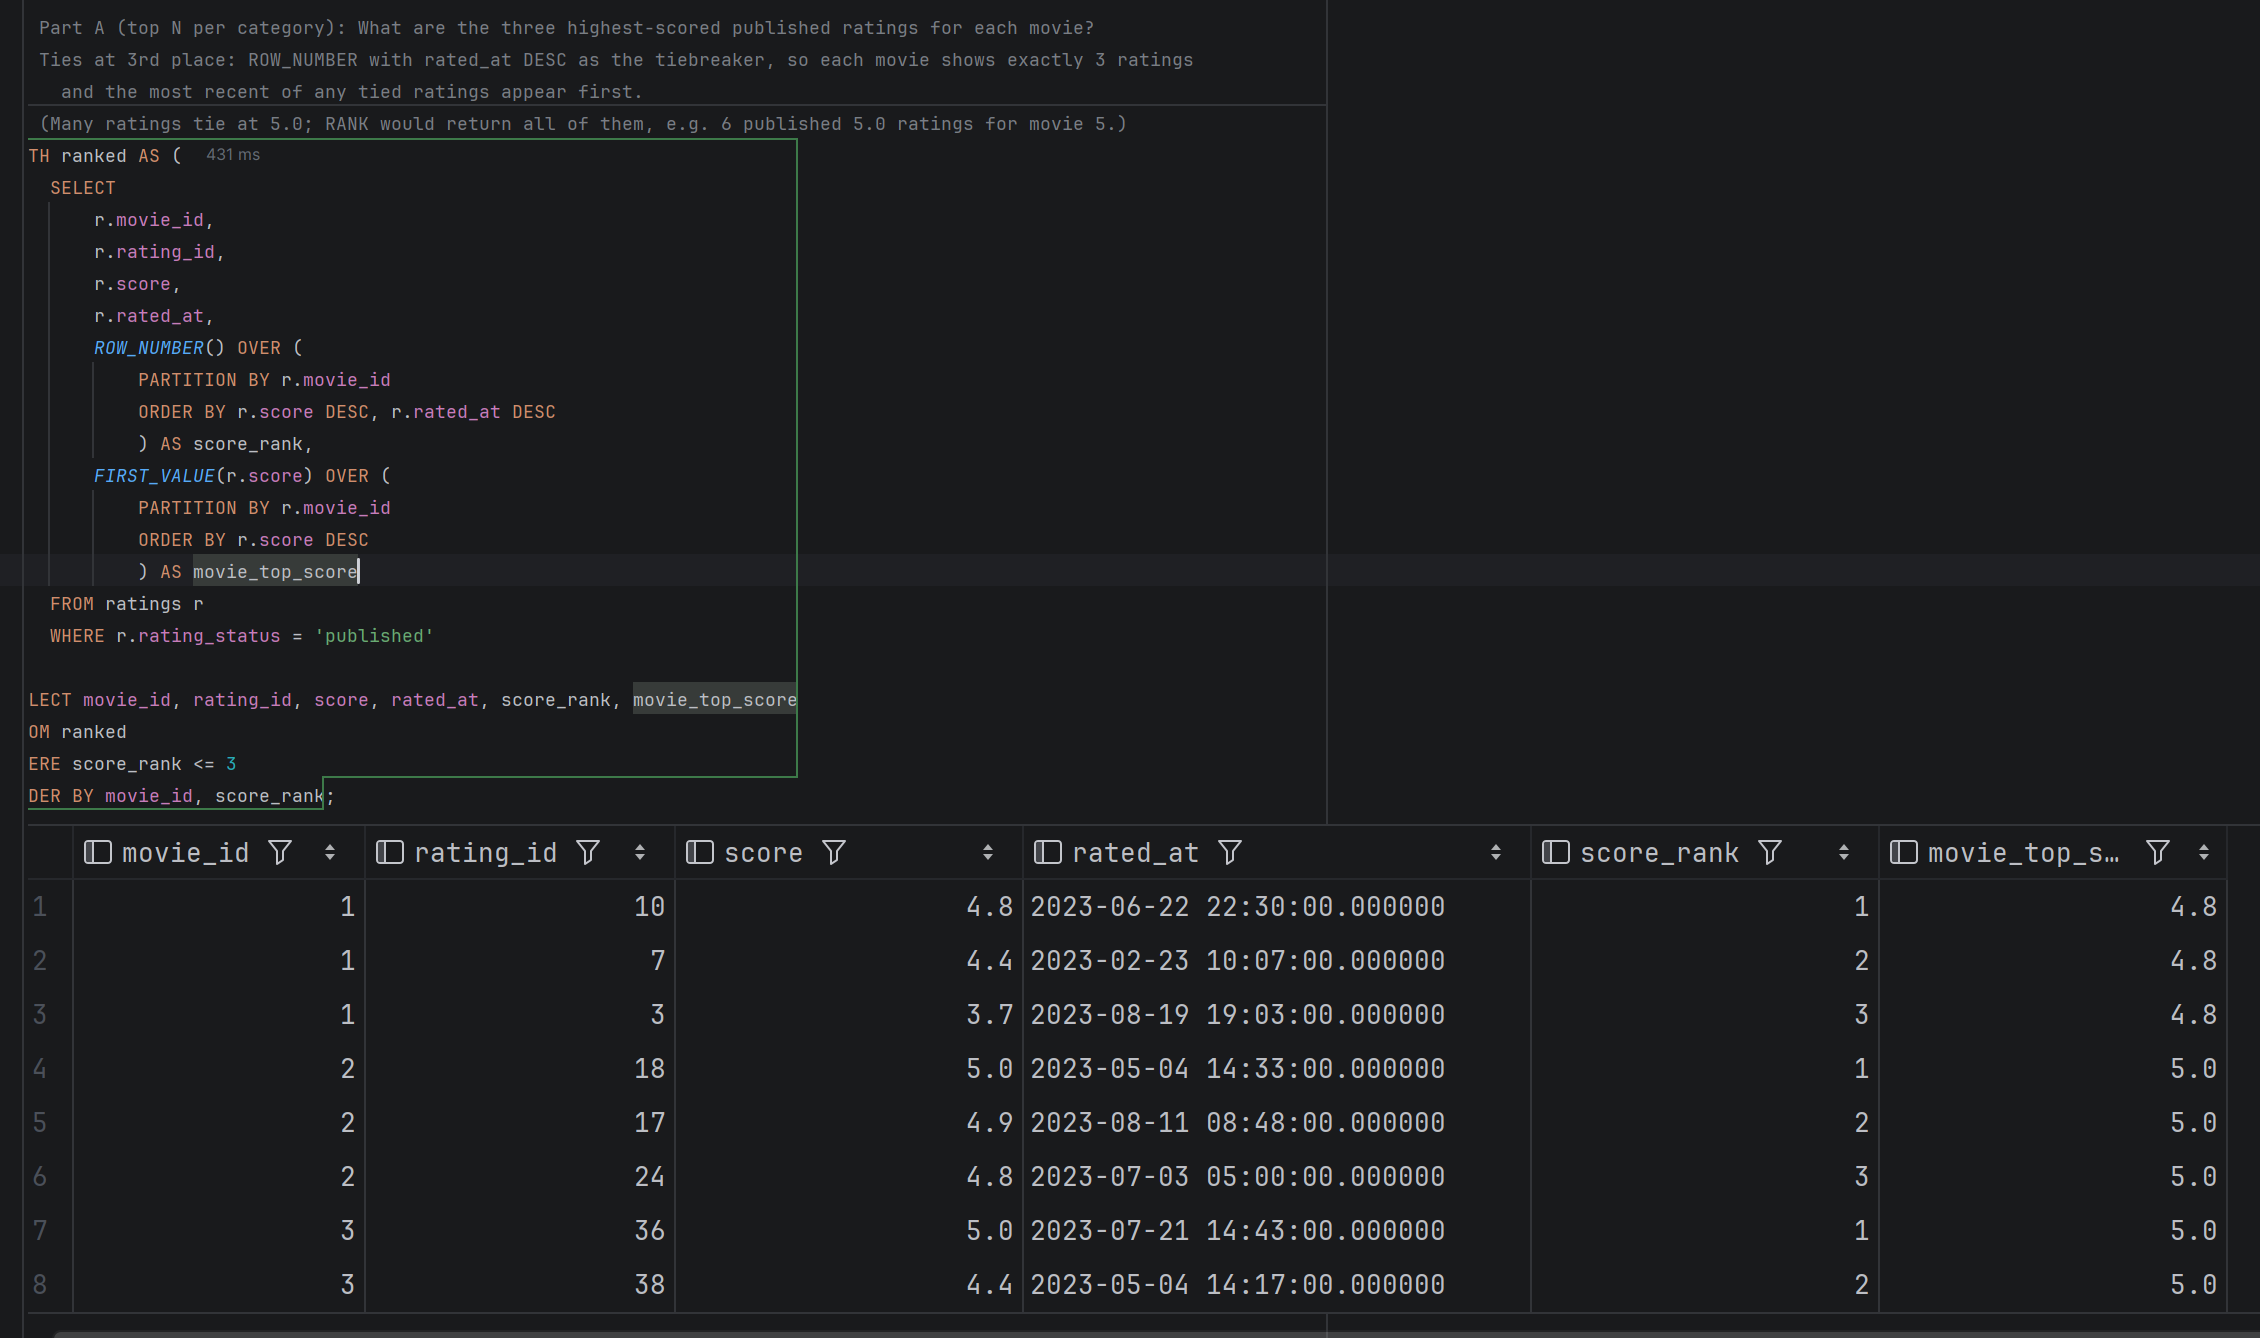 Part A (top N per category): What are the three highest-scored published ratings for each movie?
Ties at 3rd place: ROW_NUMBER with rated_at DESC as the tiebreaker, so each movie shows exactly 3 ratings
and the most recent of any tied ratings appear first.
(Many ratings tie at 5.0; RANK would return all of them, e.g. 6 published 5.0 ratings for movie 5.)
TH ranked AS ( 431 ms
SELECT
r.movie_id,
r.rating_id,
r.score,
r.rated_at,
ROW_NUMBER() OVER (
PARTITION BY r.movie_id
ORDER BY r.score DESC, r.rated_at DESC
) AS score_rank,
FIRST_VALUE(r.score) OVER (
PARTITION BY r.movie_id
ORDER BY r.score DESC
) AS movie_top_score
FROM ratings r
WHERE r.rating_status = 'published'
LECT movie_id, rating_id, score, rated_at, score_rank, movie_top_score
OM ranked
ERE score_rank <= 3
DER BY movie_id, score_rank;
movie_id rating_id score rated_at score_rank movie_top_s…
1 1 10 4.8 2023-06-22 22:30:00.000000 1 4.8
2 1 7 4.4 2023-02-23 10:07:00.000000 2 4.8
3 1 3 3.7 2023-08-19 19:03:00.000000 3 4.8
4 2 18 5.0 2023-05-04 14:33:00.000000 1 5.0
5 2 17 4.9 2023-08-11 08:48:00.000000 2 5.0
6 2 24 4.8 2023-07-03 05:00:00.000000 3 5.0
7 3 36 5.0 2023-07-21 14:43:00.000000 1 5.0
8 3 38 4.4 2023-05-04 14:17:00.000000 2 5.0